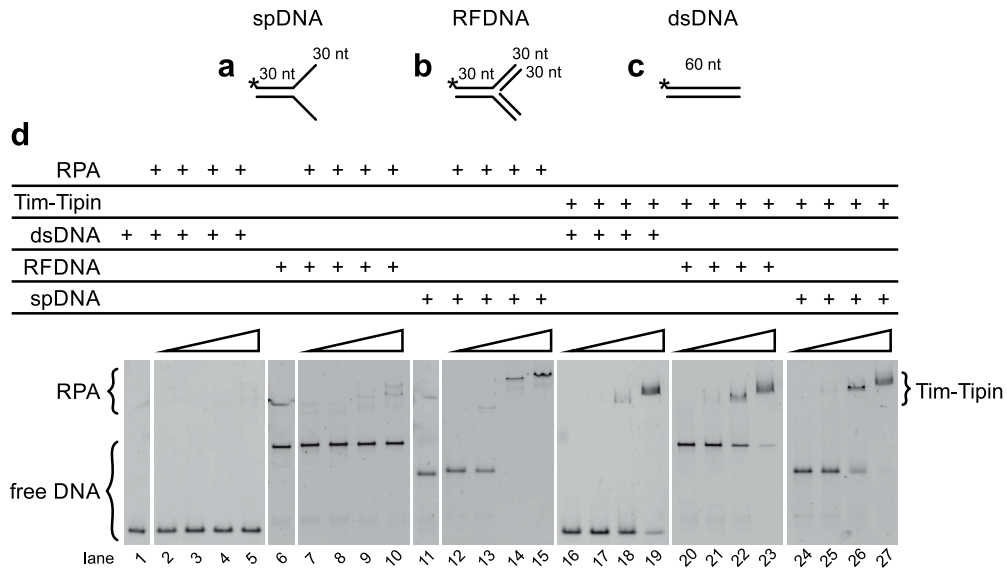 spDNA RFDNA dsDNA
a * 30 nt 30 nt b * 30 nt 30 nt 30 nt c * 60 nt
d
RPA + + + + + + + + + + + +
Tim-Tipin + + + + + + + + + + + +
dsDNA + + + + + + + + +
RFDNA + + + + + + + + +
spDNA + + + + + + + + +
RPA Tim-Tipin
free DNA
lane 1 2 3 4 5 6 7 8 9 10 11 12 13 14 15 16 17 18 19 20 21 22 23 24 25 26 27